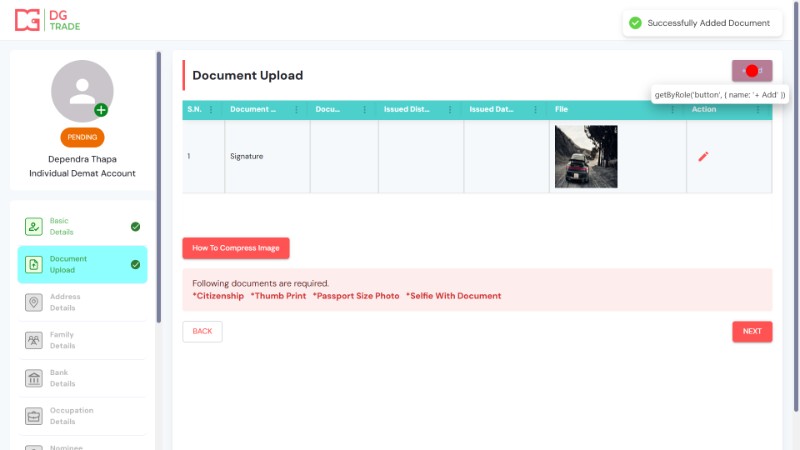 DG
TRADE
Successfully Added Document
Document Upload
getByRole('button', { name: '+ Add' })
PENDING
Dependra Thapa
Individual Demat Account
S.N.
Document ...
Docu...
Issued Dist...
Issued Dat...
File
Action
1
Signature
Basic
Details
Document
Upload
Address
Details
Family
Details
Bank
Details
Occupation
Details
Nominee
How To Compress Image
Following documents are required.
*Citizenship *Thumb Print *Passport Size Photo *Selfie With Document
BACK
NEXT